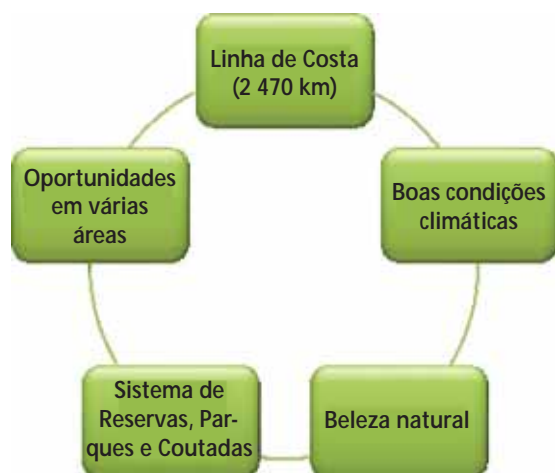 Linha de Costa
(2 470 km)
Boas condições
climáticas
Beleza natural
Sistema de
Reservas, Par-
ques e Coutadas
Oportunidades
em várias
áreas